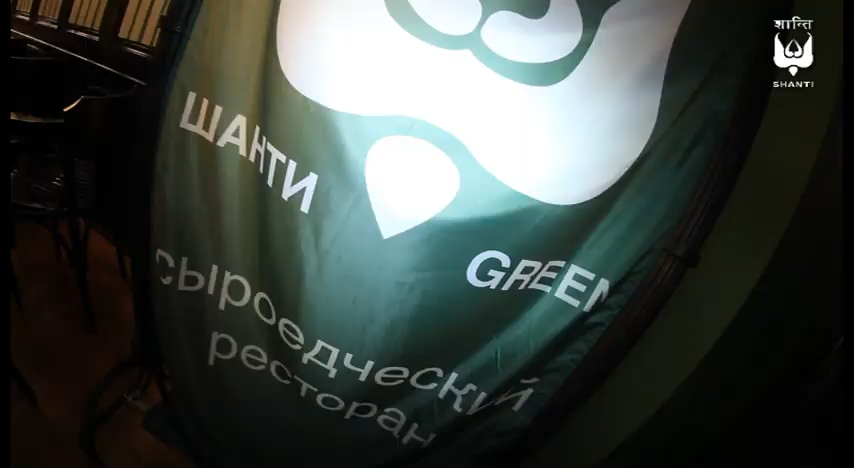 शान्ति
SHANTI
ШАНТИ
GREEN
сыроедческий
ресторан